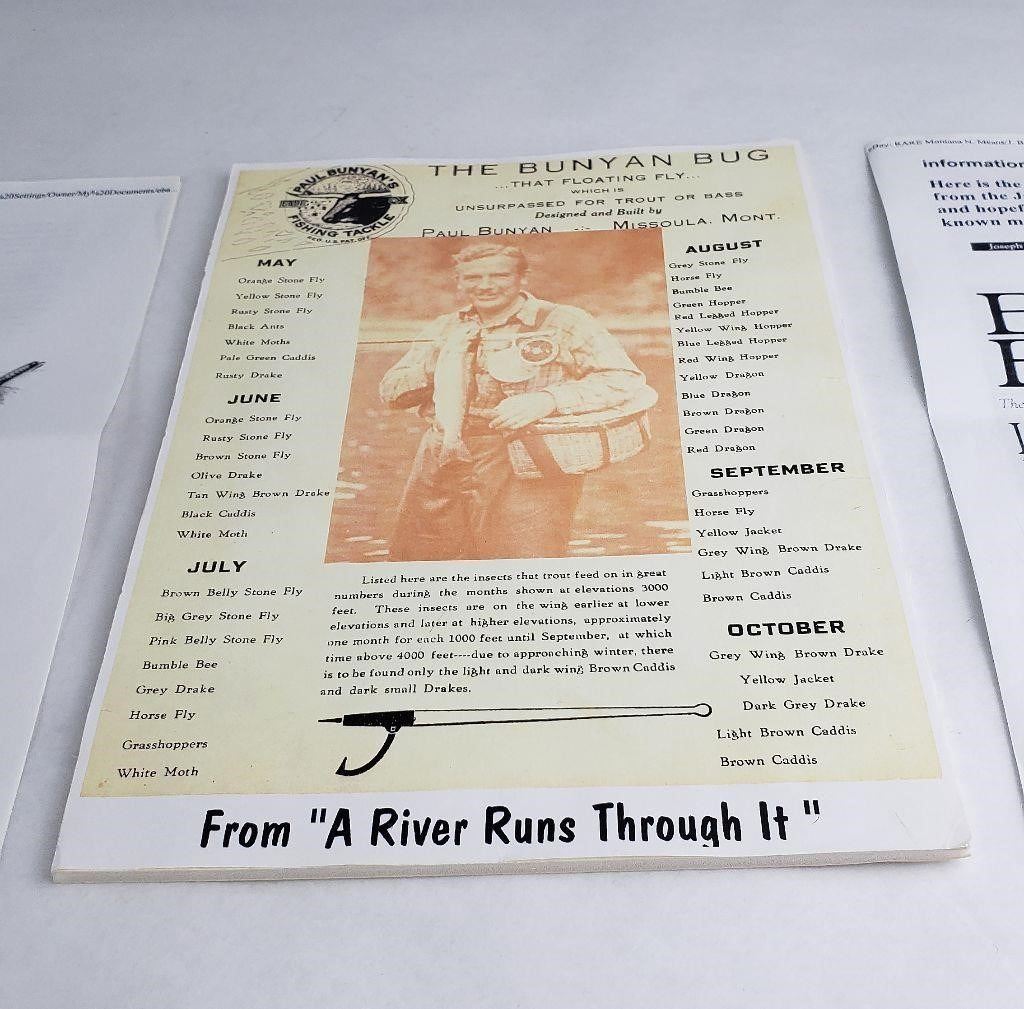 PAUL BUNYAN'S
FISHING TACKLE
REG. U.S. PAT. OFF.
THE BUNYAN BUG
...THAT FLOATING FLY...
WHICH IS
UNSURPASSED FOR TROUT OR BASS
Designed and Built by
PAUL BUNYAN MISSOULA, MONT.
MAY
Orange Stone Fly
Yellow Stone Fly
Rusty Stone Fly
Black Ants
White Moths
Pale Green Caddis
Rusty Drake
JUNE
Orange Stone Fly
Rusty Stone Fly
Brown Stone Fly
Olive Drake
Tan Wing Brown Drake
Black Caddis
White Moth
JULY
Brown Belly Stone Fly
Big Grey Stone Fly
Pink Belly Stone Fly
Bumble Bee
Grey Drake
Horse Fly
Grasshoppers
White Moth
AUGUST
Grey Stone Fly
Horse Fly
Bumble Bee
Green Hopper
Red Legged Hopper
Yellow Wing Hopper
Blue Legged Hopper
Red Wing Hopper
Yellow Dragon
Blue Dragon
Brown Dragon
Green Dragon
Red Dragon
SEPTEMBER
Grasshoppers
Horse Fly
Yellow Jacket
Grey Wing Brown Drake
Light Brown Caddis
Brown Caddis
OCTOBER
Grey Wing Brown Drake
Yellow Jacket
Dark Grey Drake
Light Brown Caddis
Brown Caddis
Listed here are the insects that trout feed on in great
numbers during the months shown at elevations 3000
feet. These insects are on the wing earlier at lower
elevations and later at higher elevations, approximately
one month for each 1000 feet until September, at which
time above 4000 feet----due to approaching winter, there
is to be found only the light and dark wing Brown Caddis
and dark small Drakes.
From "A River Runs Through It"
%20Settings/Owner/My%20Documents/eba
eBay: RARE Montana N. Means/J. B
information
Here is the
from the J
and hopef
known m
Joseph